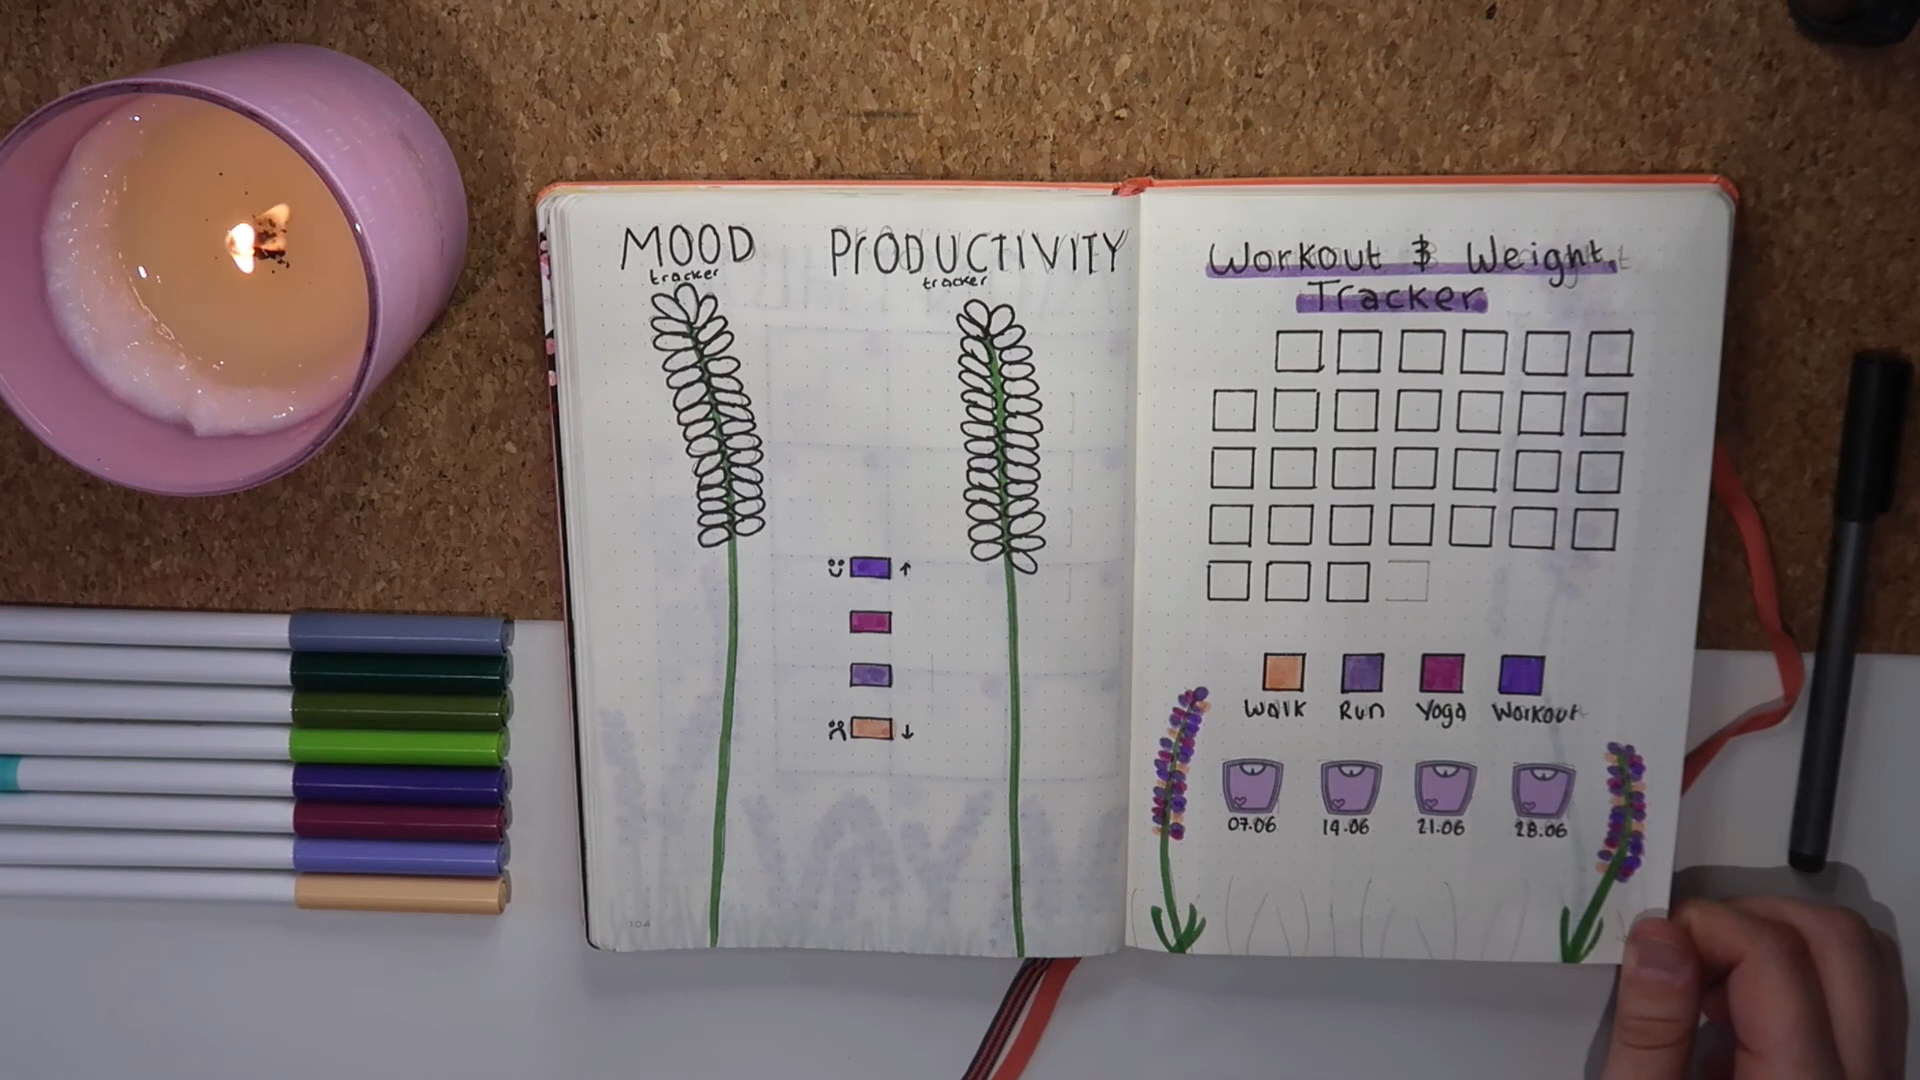 MOOD
tracker
PRODUCTIVITY
tracker
104
Workout & Weight
Tracker
Walk Run Yoga Workout
07.06 14.06 21.06 28.06